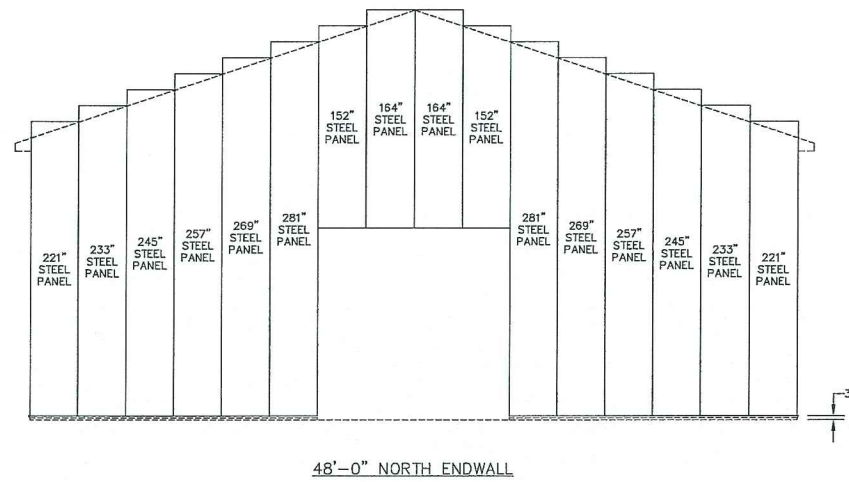 152"
STEEL
PANEL
164"
STEEL
PANEL
164"
STEEL
PANEL
152"
STEEL
PANEL
221"
STEEL
PANEL
233"
STEEL
PANEL
245"
STEEL
PANEL
257"
STEEL
PANEL
269"
STEEL
PANEL
281"
STEEL
PANEL
281"
STEEL
PANEL
269"
STEEL
PANEL
257"
STEEL
PANEL
245"
STEEL
PANEL
233"
STEEL
PANEL
221"
STEEL
PANEL
48'-0" NORTH ENDWALL